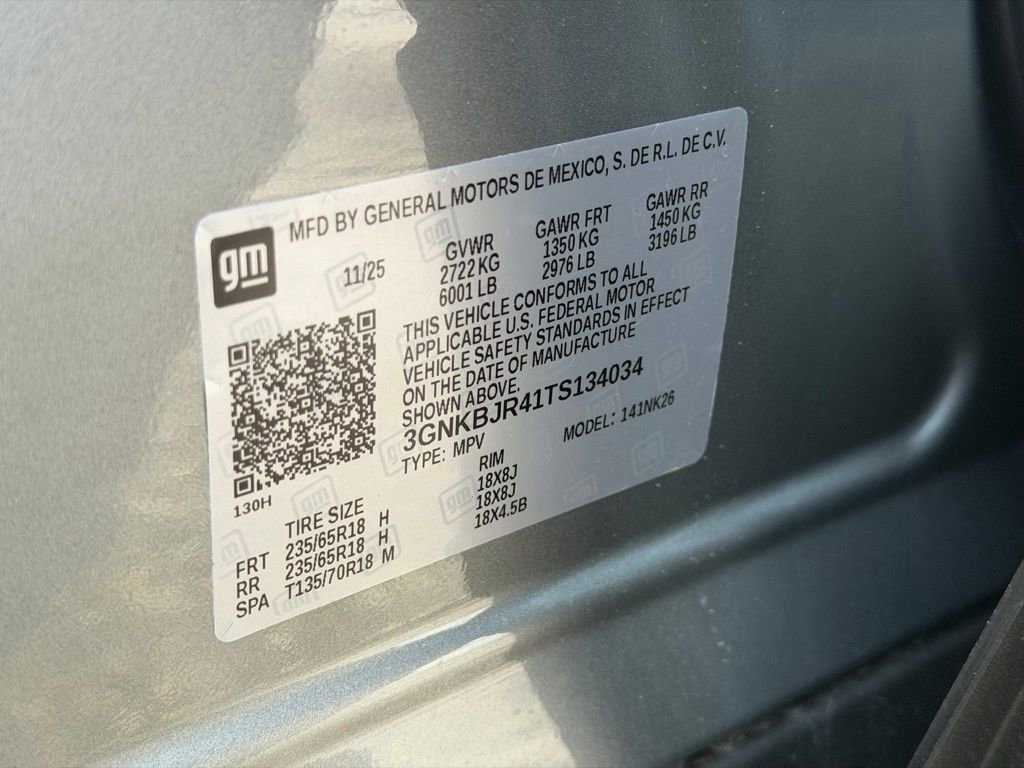 MFD BY GENERAL MOTORS DE MEXICO, S. DE R.L. DE C.V.
gm
11/25
GVWR GAWR FRT GAWR RR
2722 KG 1350 KG 1450 KG
6001 LB 2976 LB 3196 LB
THIS VEHICLE CONFORMS TO ALL
APPLICABLE U.S. FEDERAL MOTOR
VEHICLE SAFETY STANDARDS IN EFFECT
ON THE DATE OF MANUFACTURE
SHOWN ABOVE.
3GNKBJR41TS134034
TYPE: MPV MODEL: 141NK26
130H
TIRE SIZE RIM
FRT 235/65R18 H 18X8J
RR 235/65R18 H 18X8J
SPA T135/70R18 M 18X4.5B